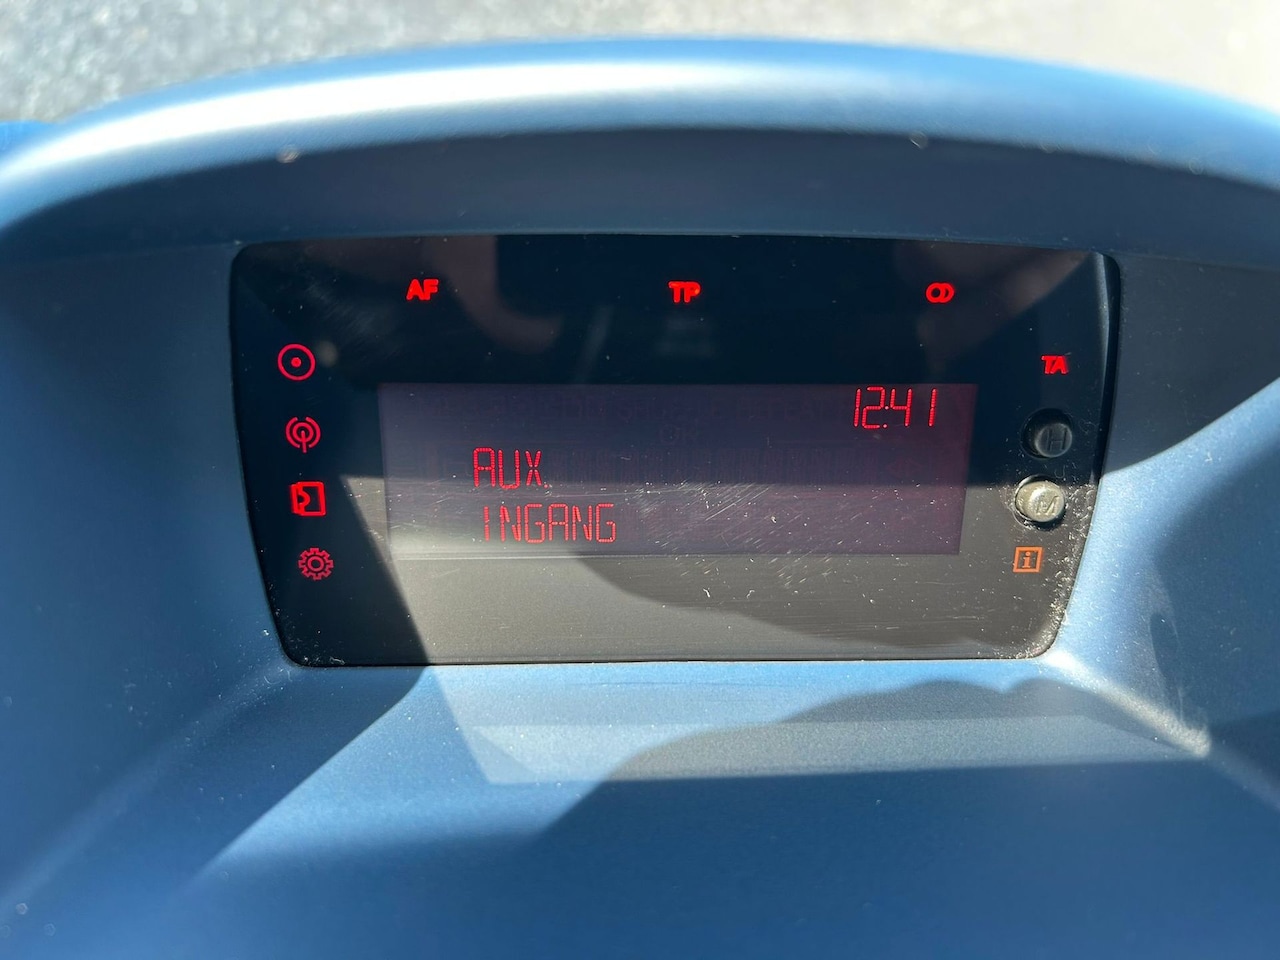 AF TP
TA
12:41
H
AUX.
M
INGANG
i